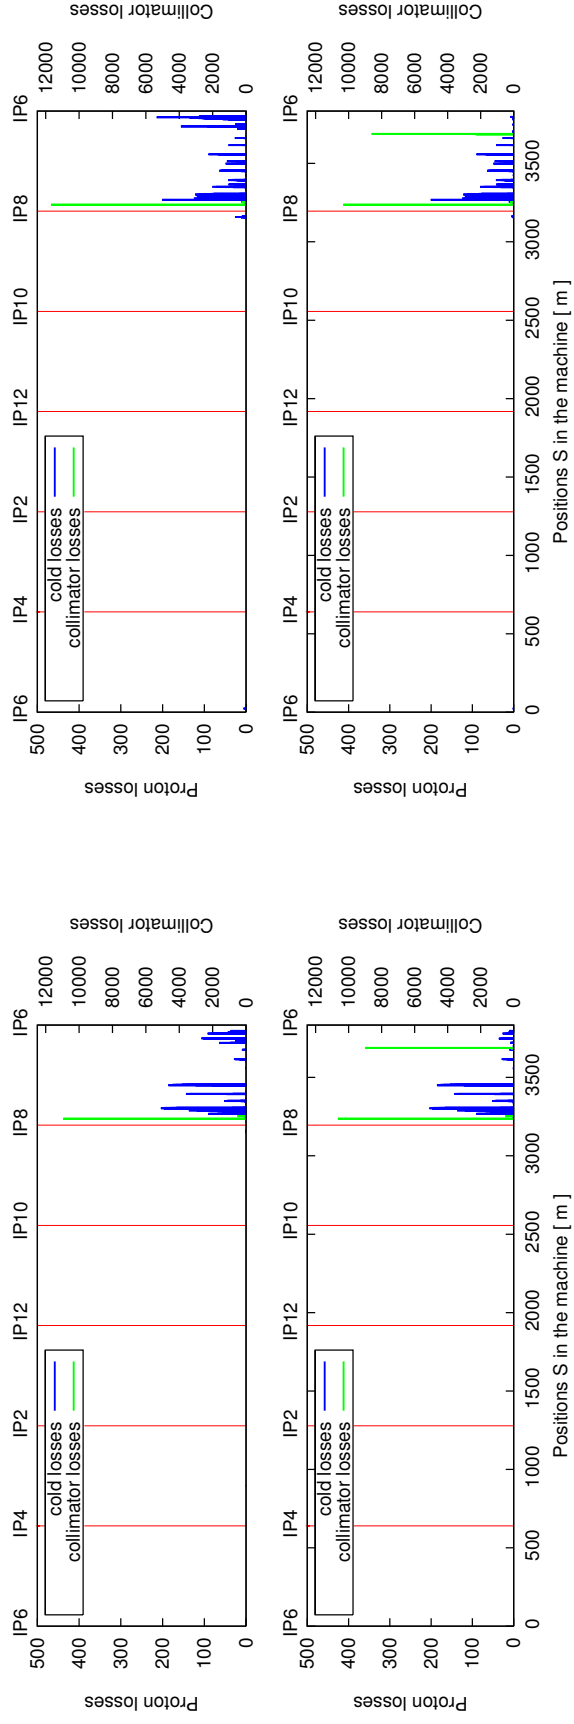 IP6 IP4 IP2 IP12 IP10 IP8 IP6
500
400
300
200
100
0
Proton losses
cold losses
collimator losses
12000
10000
8000
6000
4000
2000
0
Collimator losses
IP6 IP4 IP2 IP12 IP10 IP8 IP6
500
400
300
200
100
0
Proton losses
cold losses
collimator losses
12000
10000
8000
6000
4000
2000
0
Collimator losses
IP6 IP4 IP2 IP12 IP10 IP8 IP6
500
400
300
200
100
0
Proton losses
cold losses
collimator losses
12000
10000
8000
6000
4000
2000
0
Collimator losses
0 500 1000 1500 2000 2500 3000 3500
Positions S in the machine [ m ]
IP6 IP4 IP2 IP12 IP10 IP8 IP6
500
400
300
200
100
0
Proton losses
cold losses
collimator losses
12000
10000
8000
6000
4000
2000
0
Collimator losses
0 500 1000 1500 2000 2500 3000 3500
Positions S in the machine [ m ]